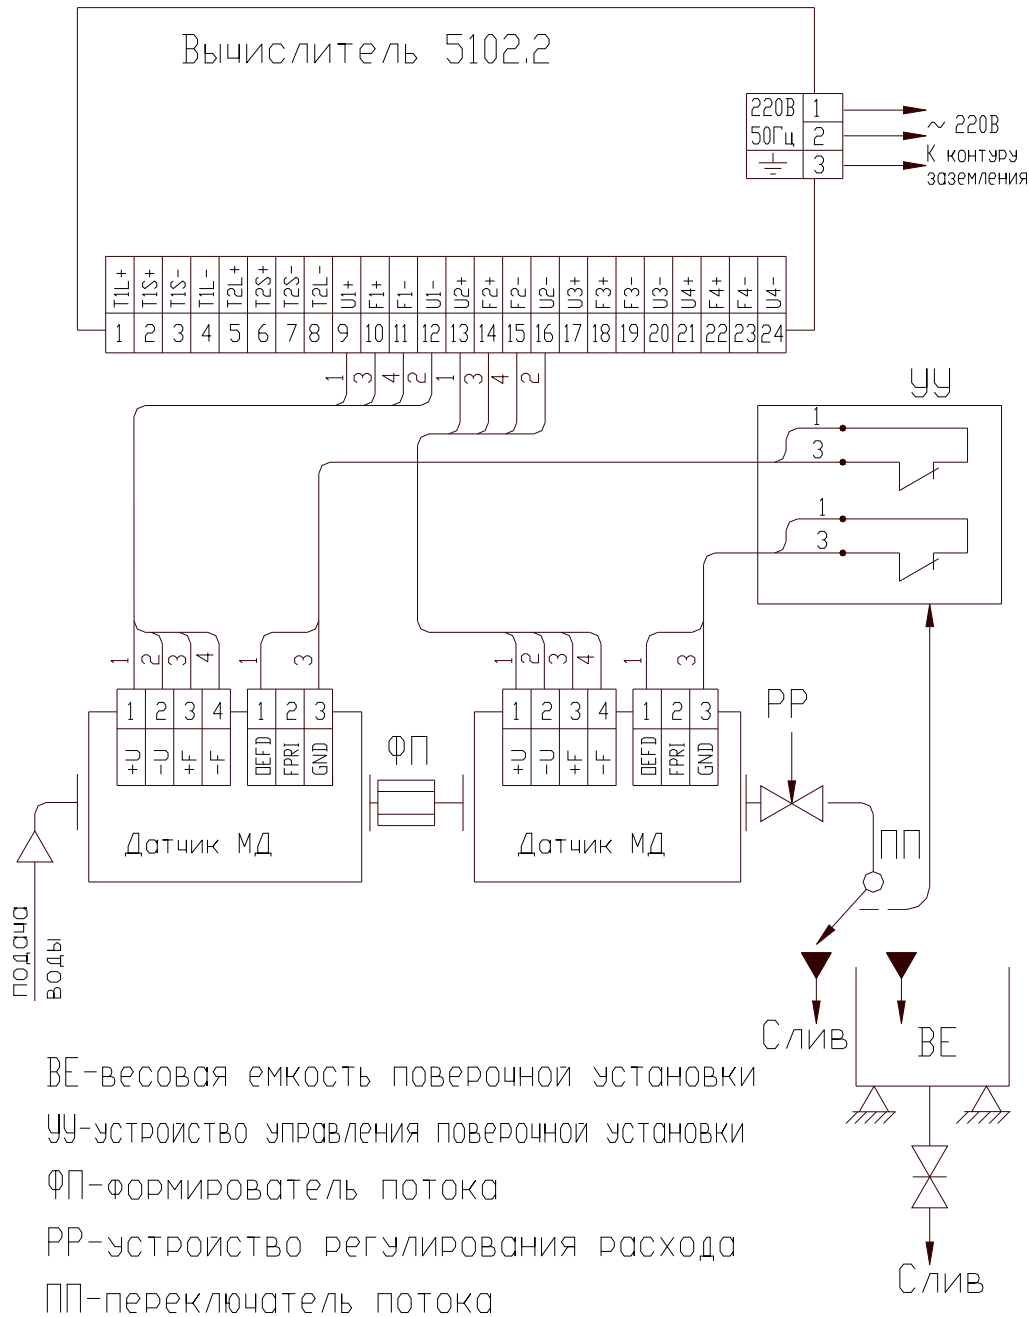 Вычислитель 5102.2
220В 1
50Гц 2
3
~ 220В
К контуру
заземления
T1L+ T1S+ T1S- T1L- T2L+ T2S+ T2S- T2L- U1+ F1+ F1- U1- U2+ F2+ F2- U2- U3+ F3+ F3- U3- U4+ F4+ F4- U4-
1 2 3 4 5 6 7 8 9 10 11 12 13 14 15 16 17 18 19 20 21 22 23 24
1 3 4 2 1 3 4 2
УУ
1
3
1
3
1 2 3 4 1 3 1 2 3 4 1 3
1 2 3 4 1 2 3 1 2 3 4 1 2 3
+U -U +F -F DEFD FPRI GND +U -U +F -F DEFD FPRI GND
РР
ФП
Датчик МД
Датчик МД
ПП
подача
воды
Слив
ВЕ
ВЕ-весовая емкость поверочной установки
УУ-устройство управления поверочной установки
ФП-формирователь потока
РР-устройство регулирования расхода
Слив
ПП-переключатель потока